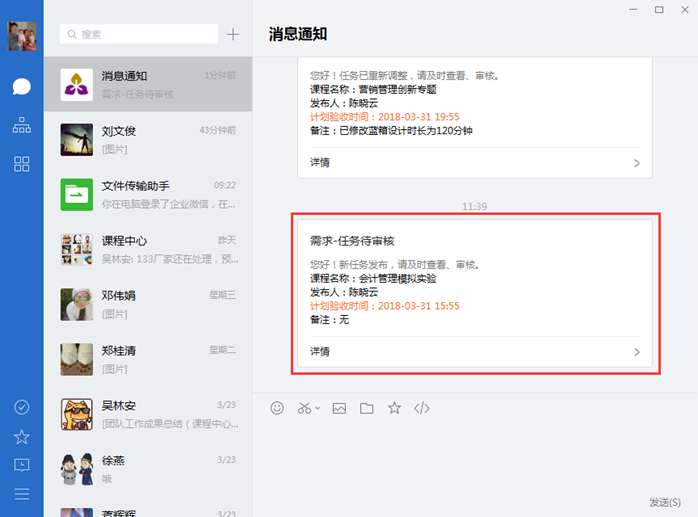 搜索
消息通知
1分钟前
需求-任务待审核
刘文俊
43分钟前
[图片]
文件传输助手
09:22
你在电脑登录了企业微信，在...
课程中心
昨天
吴林安: 133厂家还在处理，预...
邓伟娟
星期三
[图片]
郑桂清
星期二
[图片]
吴林安
3/23
[团队工作成果总结（课程中心...
徐燕
3/23
哦
3/23
消息通知
您好！任务已重新调整，请及时查看、审核。
课程名称：营销管理创新专题
发布人：陈晓云
计划验收时间：2018-03-31 19:55
备注：已修改蓝箱设计时长为120分钟
详情
11:39
需求-任务待审核
您好！新任务发布，请及时查看、审核。
课程名称：会计管理模拟实验
发布人：陈晓云
计划验收时间：2018-03-31 15:55
备注：无
详情
发送(S)